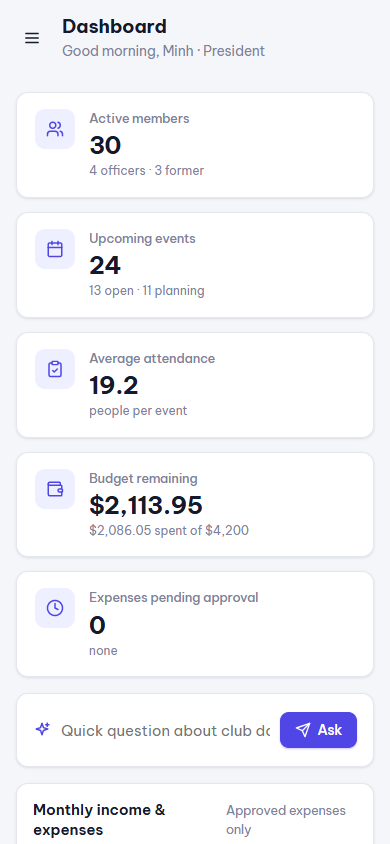 Dashboard
Good morning, Minh · President
Active members
30
4 officers · 3 former
Upcoming events
24
13 open · 11 planning
Average attendance
19.2
people per event
Budget remaining
$2,113.95
$2,086.05 spent of $4,200
Expenses pending approval
0
none
Quick question about club
Ask
Monthly income &
expenses
Approved expenses
only